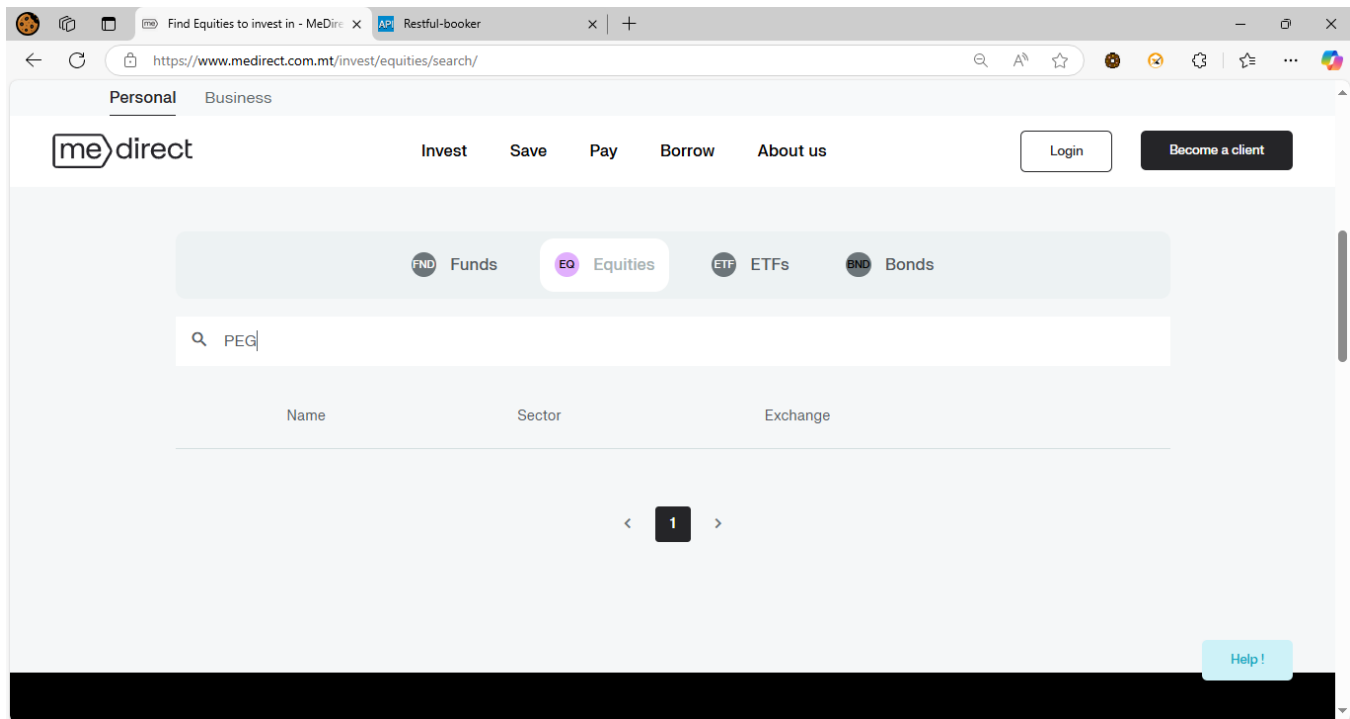 Find Equities to invest in - MeDire
API Restful-booker
https://www.medirect.com.mt/invest/equities/search/
Personal Business
me direct
Invest Save Pay Borrow About us Login Become a client
FND Funds EQ Equities ETF ETFs BND Bonds
PEG
Name Sector Exchange
1
Help !